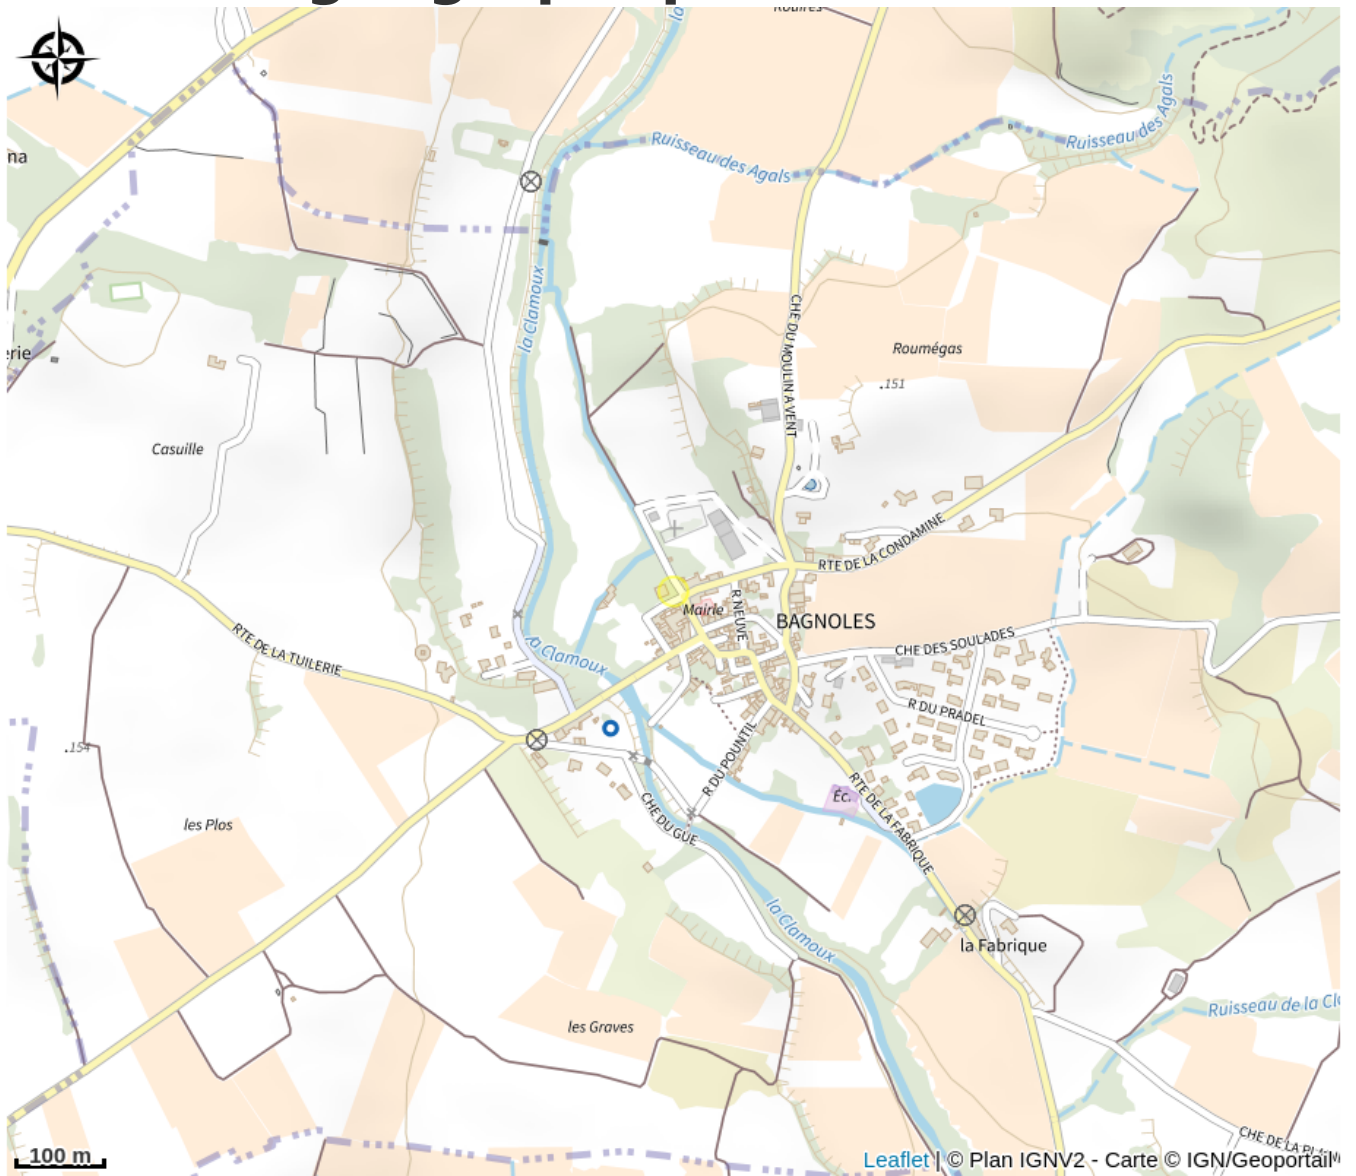 la
Ruisseau des Agals
Ruisseau des Agals
na
la Clamoux
CHE DU MOULIN A VENT
Roumégas
.151
erie
Casuille
RTE DE LA CONDAMINE
Mairie
R NEUVE
BAGNOLES
RTE DE LA TUILERIE
la Clamoux
CHE DES SOULADES
R DU PRADEL
.154
R DU POUNTIL
Éc.
RTE DE LA FABRIQUE
les Plos
CHE DU GUE
la Clamoux
la Fabrique
Ruisseau de la Cl
les Graves
CHE DE LA PLA
100 m
Leaflet | © Plan IGNV2 - Carte © IGN/Geoportail